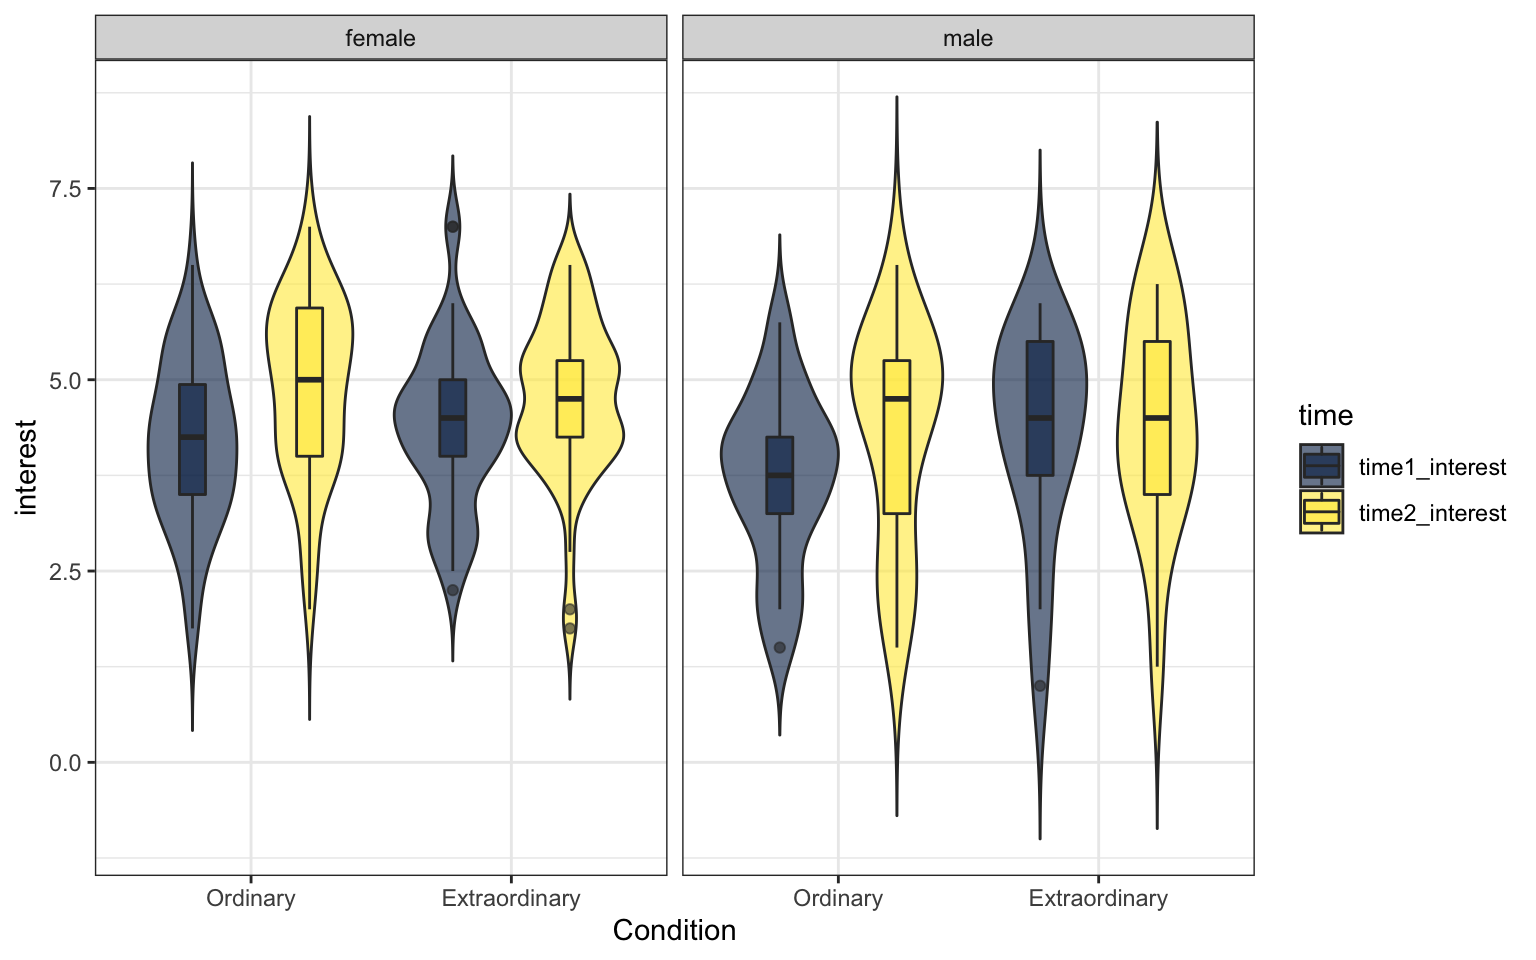 female
male
7.5
5.0
2.5
0.0
interest
Ordinary
Extraordinary
Ordinary
Extraordinary
Condition
time
time1_interest
time2_interest